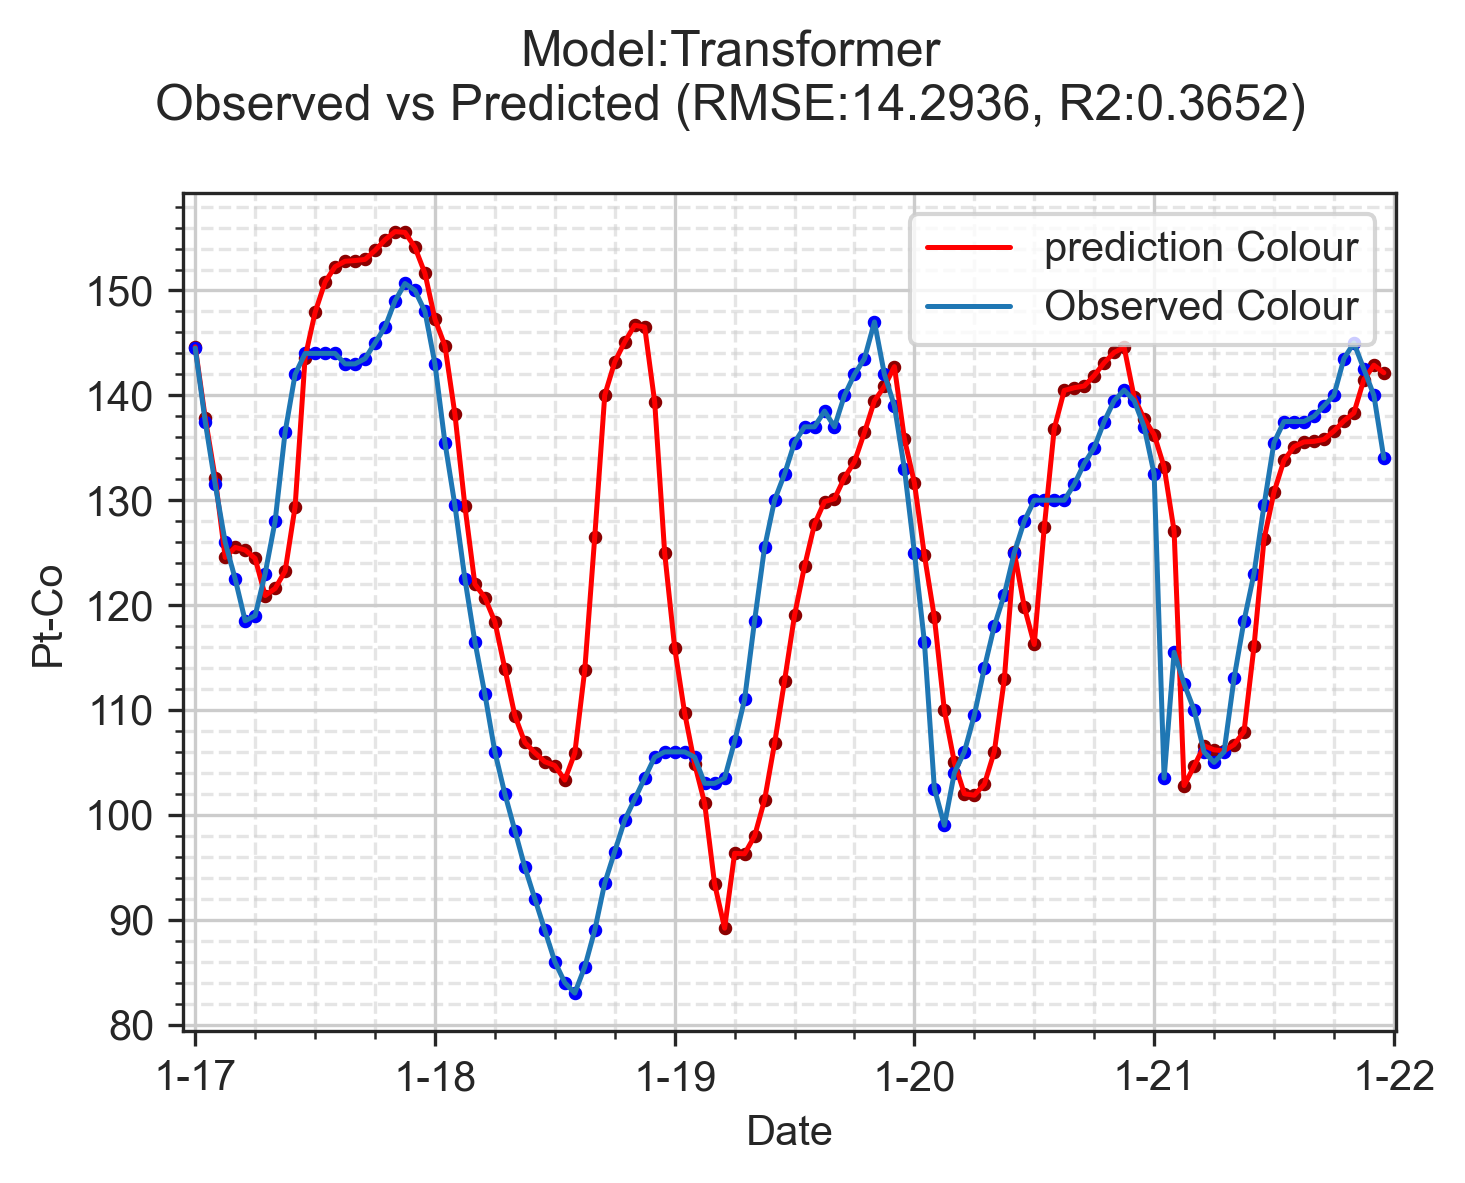 Model:Transformer
Observed vs Predicted (RMSE:14.2936, R2:0.3652)
prediction Colour
Observed Colour
Pt-Co
150
140
130
120
110
100
90
80
1-17
1-18
1-19
1-20
1-21
1-22
Date